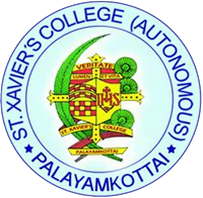 ST. XAVIER'S COLLEGE (AUTONOMOUS)
★ PALAYAMKOTTAI ★
VERITATE
LUMEN ET VITA
IHS
ST. XAVIER'S COLLEGE
PALAYAMKOTTAI